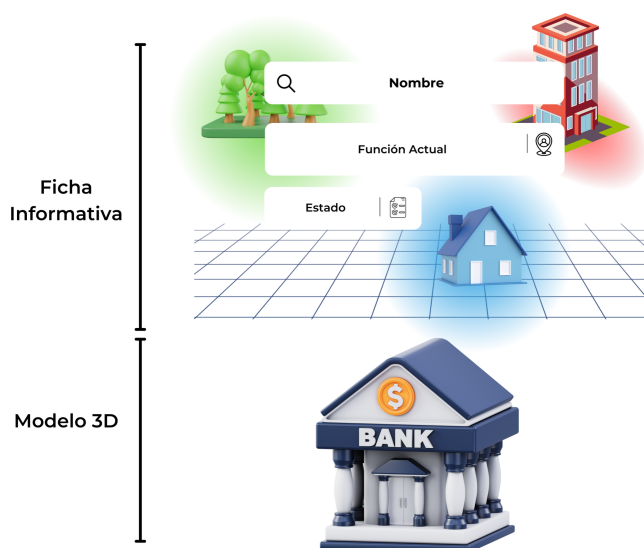 Nombre
Función Actual
Estado
Ficha
Informativa
Modelo 3D
$
BANK